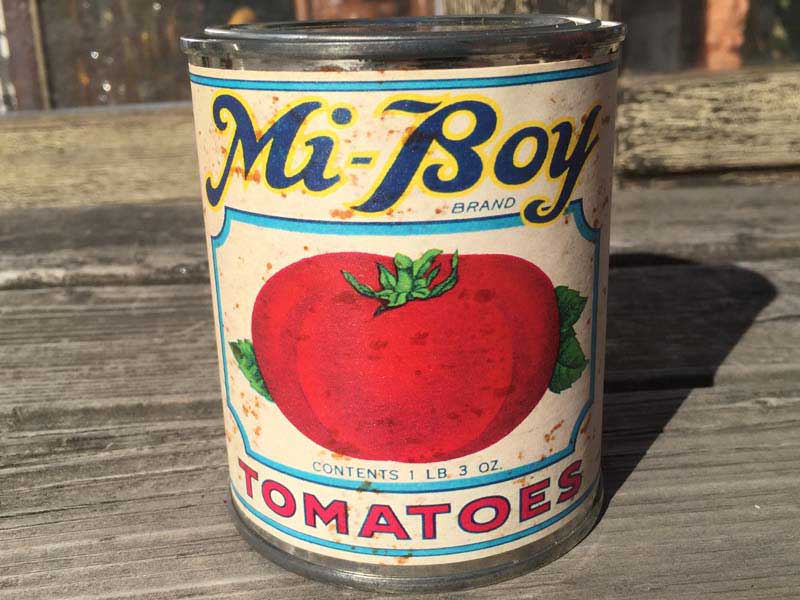 Mi-Boy
BRAND
CONTENTS 1 LB. 3 OZ.
TOMATOES